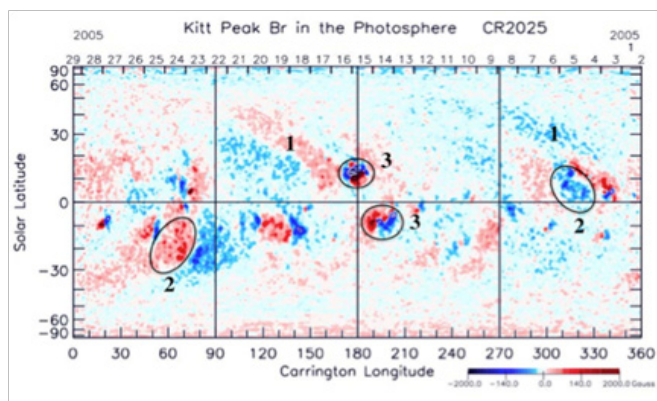 Kitt Peak Br in the Photosphere CR2025
2005 2005
1
29 28 27 26 25 24 23 22 21 20 19 18 17 16 15 14 13 12 11 10 9 8 7 6 5 4 3 2
90
60
30
0
-30
-60
-90
Solar Latitude
1
3
1
2
3
2
0 30 60 90 120 150 180 210 240 270 300 330 360
Carrington Longitude
-2000.0 -140.0 0.0 140.0 2000.0 Gauss